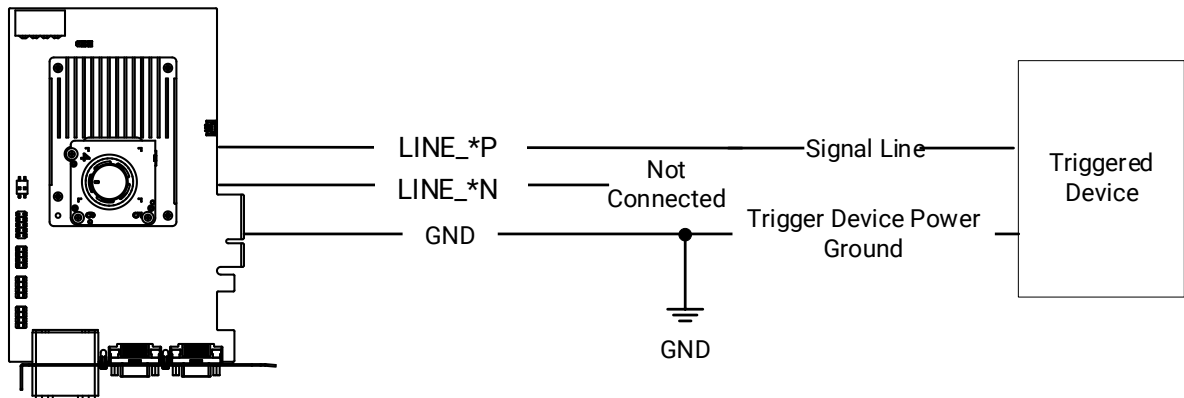 LINE_*P
Signal Line
LINE_*N
Not
Connected
GND
Trigger Device Power
Ground
GND
Triggered
Device